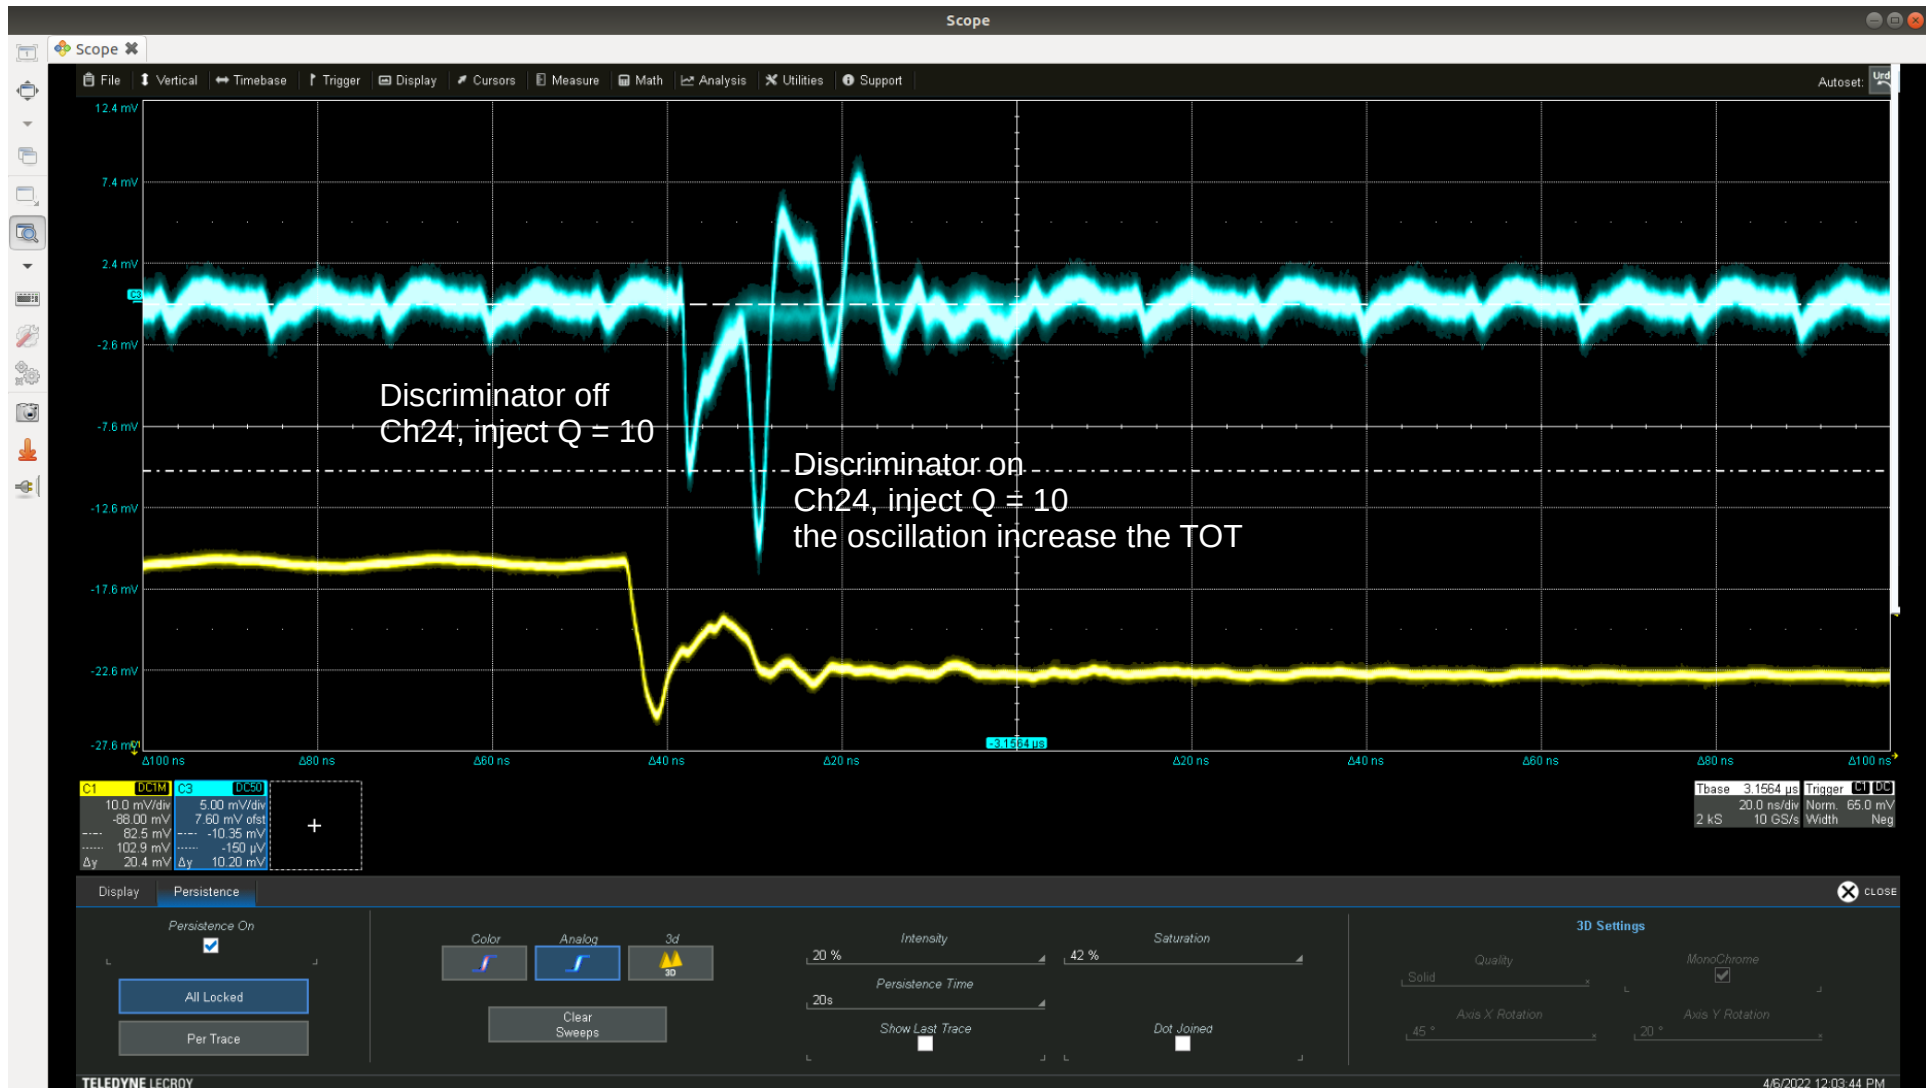 Scope
Scope
File Vertical Timebase Trigger Display Cursors Measure Math Analysis Utilities Support
Autoset:
12.4 mV
7.4 mV
2.4 mV
C3
-2.6 mV
Discriminator off
Ch24, inject Q = 10
-7.6 mV
Discriminator on
Ch24, inject Q = 10
the oscillation increase the TOT
-12.6 mV
-17.6 mV
-22.6 mV
-27.6 mV
-3.1564 µs
Δ100 ns Δ80 ns Δ60 ns Δ40 ns Δ20 ns Δ20 ns Δ40 ns Δ60 ns Δ80 ns Δ100 ns
C1 DC1M
10.0 mV/div
-88.00 mV
82.5 mV
102.9 mV
Δy 20.4 mV
C3 DC50
5.00 mV/div
7.60 mV ofst
-10.35 mV
-150 µV
Δy 10.20 mV
+
Tbase 3.1564 µs
20.0 ns/div
2 kS 10 GS/s
Trigger C1 DC
Norm. 65.0 mV
Width Neg
Display Persistence
CLOSE
Persistence On
All Locked
Per Trace
Color Analog 3d
3D
Clear
Sweeps
Intensity
20 %
Saturation
42 %
Persistence Time
20s
Show Last Trace
Dot Joined
3D Settings
Quality
Solid
MonoChrome
Axis X Rotation
45 °
Axis Y Rotation
20 °
TELEDYNE LECROY
4/6/2022 12:03:44 PM